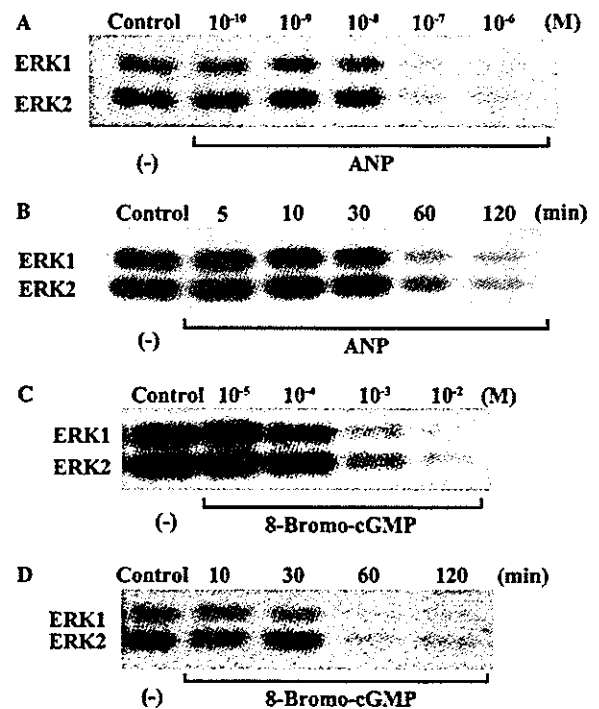 A Control 10⁻¹⁰ 10⁻⁹ 10⁻⁸ 10⁻⁷ 10⁻⁶ (M)
ERK1
ERK2
(-) ANP
B Control 5 10 30 60 120 (min)
ERK1
ERK2
(-) ANP
C Control 10⁻⁵ 10⁻⁴ 10⁻³ 10⁻² (M)
ERK1
ERK2
(-) 8-Bromo-cGMP
D Control 10 30 60 120 (min)
ERK1
ERK2
(-) 8-Bromo-cGMP